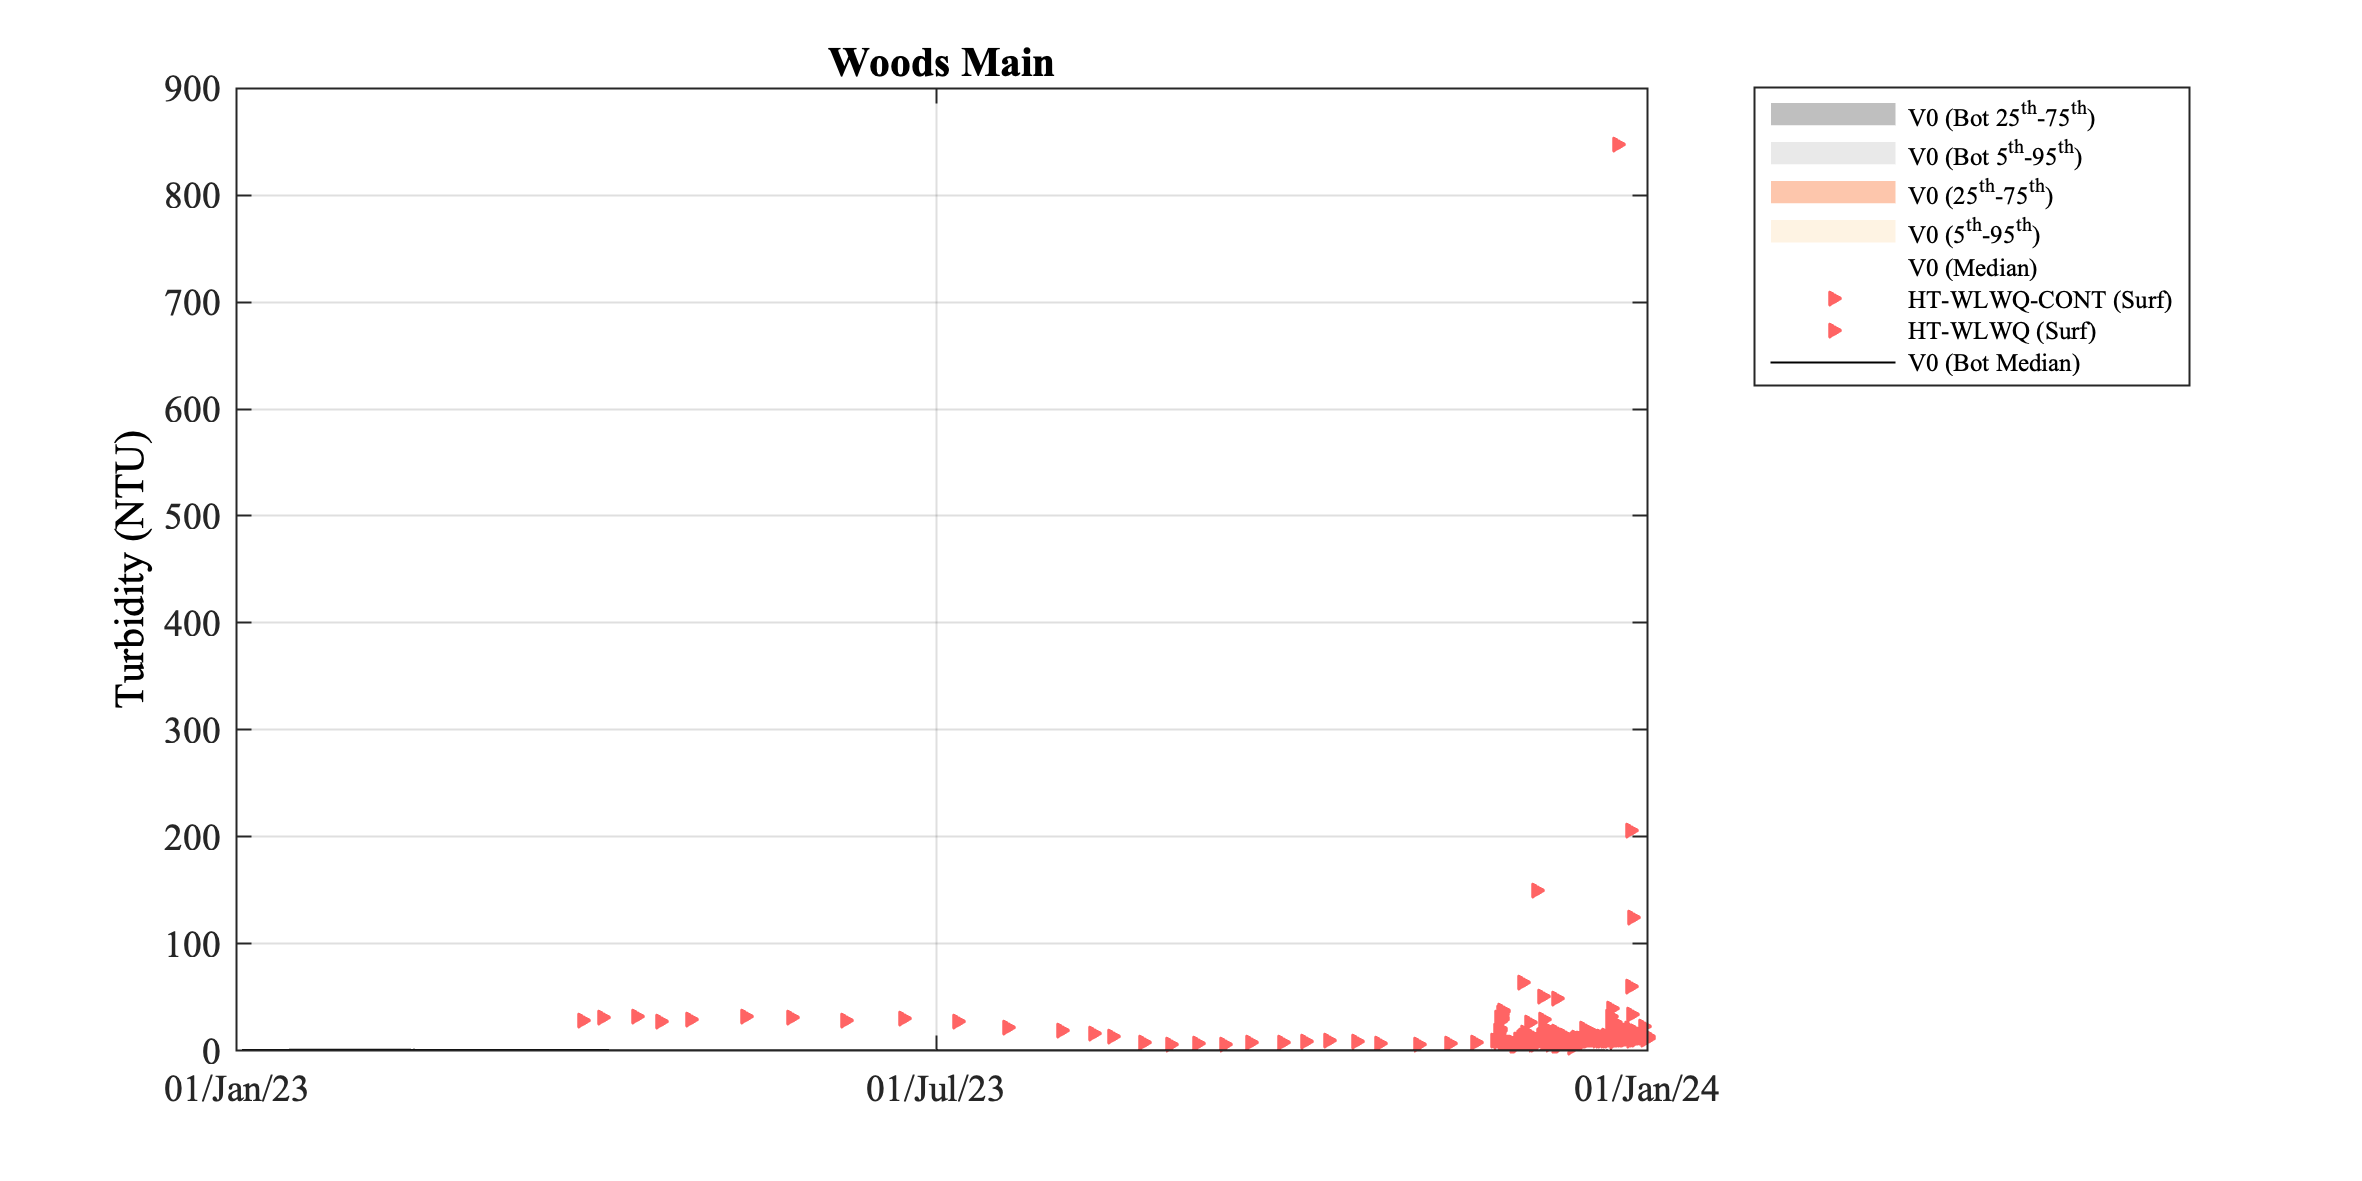 Woods Main
900
800
700
600
500
400
300
200
100
0
Turbidity (NTU)
01/Jan/23
01/Jul/23
01/Jan/24
V0 (Bot 25th-75th)
V0 (Bot 5th-95th)
V0 (25th-75th)
V0 (5th-95th)
V0 (Median)
HT-WLWQ-CONT (Surf)
HT-WLWQ (Surf)
V0 (Bot Median)